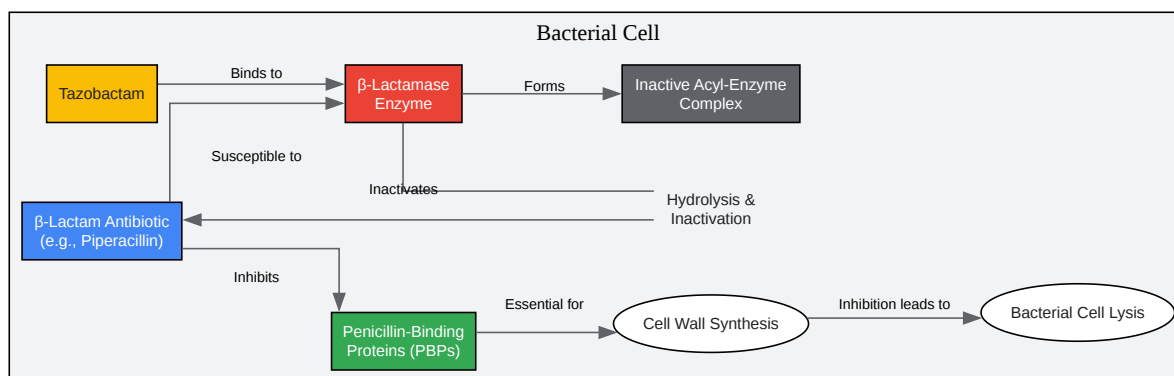 Bacterial Cell
Tazobactam
Binds to
β-Lactamase
Enzyme
Forms
Inactive Acyl-Enzyme
Complex
Susceptible to
Inactivates
Hydrolysis &
Inactivation
β-Lactam Antibiotic
(e.g., Piperacillin)
Inhibits
Penicillin-Binding
Proteins (PBPs)
Essential for
Cell Wall Synthesis
Inhibition leads to
Bacterial Cell Lysis